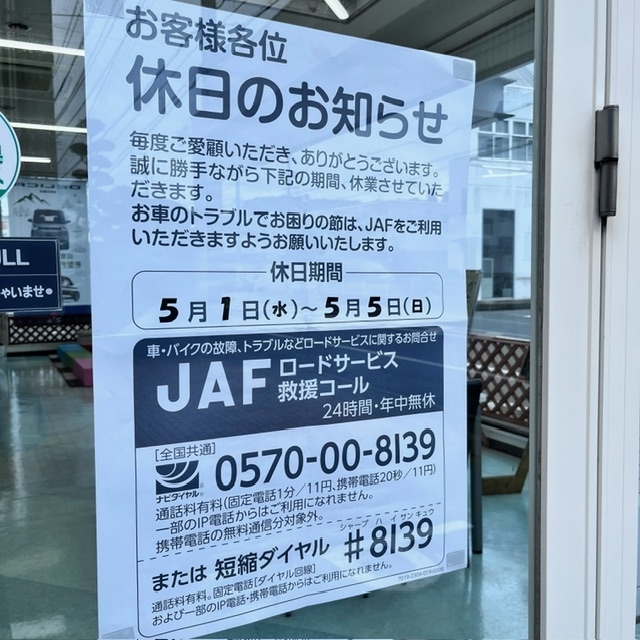 お客様各位
休日のお知らせ
毎度ご愛顧いただき、ありがとうございます。
誠に勝手ながら下記の期間、休業させていた
だきます。
お車のトラブルでお困りの節は、JAFをご利用
いただきますようお願いいたします。
休日期間
5月1日(水)～5月5日(日)
車・バイクの故障、トラブルなどロードサービスに関するお問合せ
JAF ロードサービス
救援コール
24時間・年中無休
[全国共通]
ナビダイヤル® 0570-00-8139
通話料有料(固定電話1分/11円、携帯電話20秒/11円)
一部のIP電話からはご利用になれません。
携帯電話の無料通信分対象外。
シャープ ハイ サンキュウ
または 短縮ダイヤル #8139
通話料有料。固定電話[ダイヤル回線]
および一部のIP電話・携帯電話からはご利用になれません。
ULL
ゃいませ